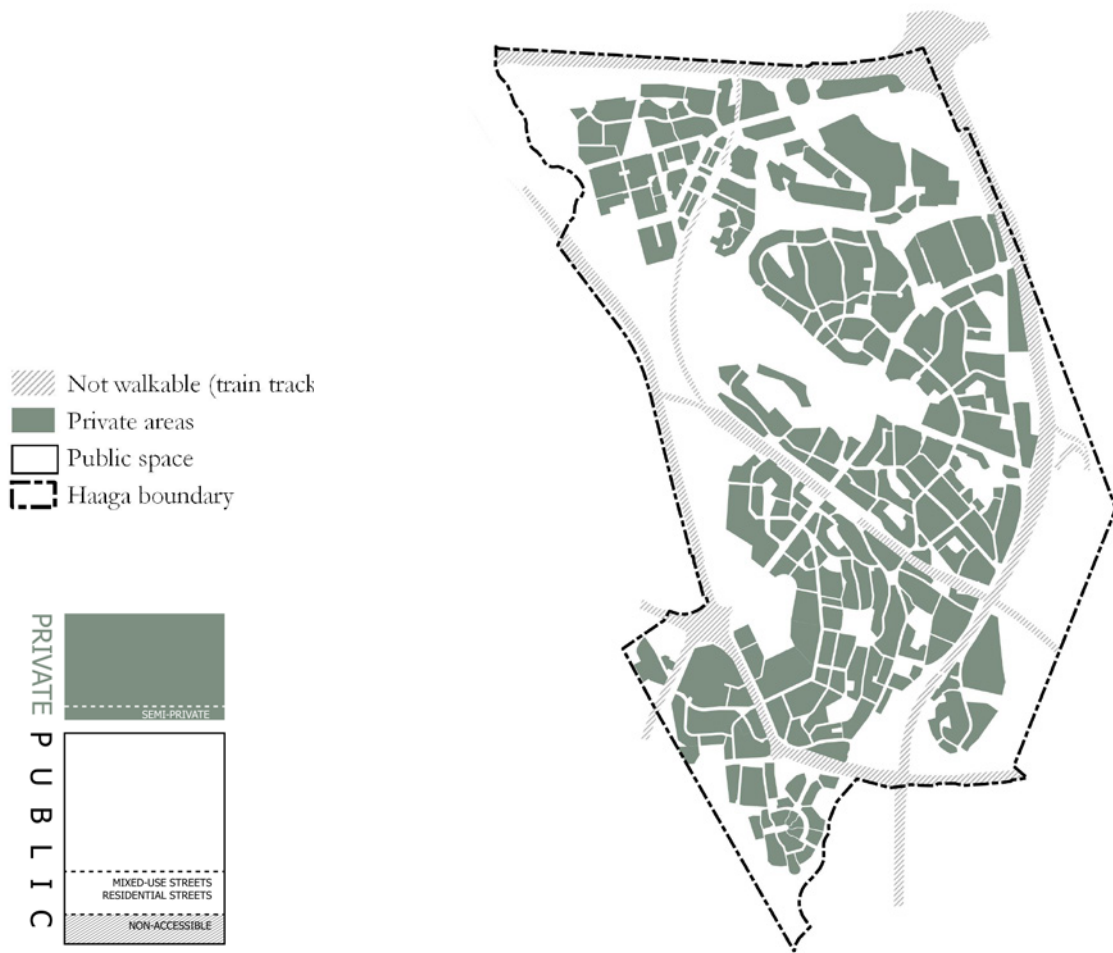 Not walkable (train track
Private areas
Public space
Haaga boundary
PRIVATE
SEMI-PRIVATE
PUBLIC
MIXED-USE STREETS
RESIDENTIAL STREETS
NON-ACCESSIBLE